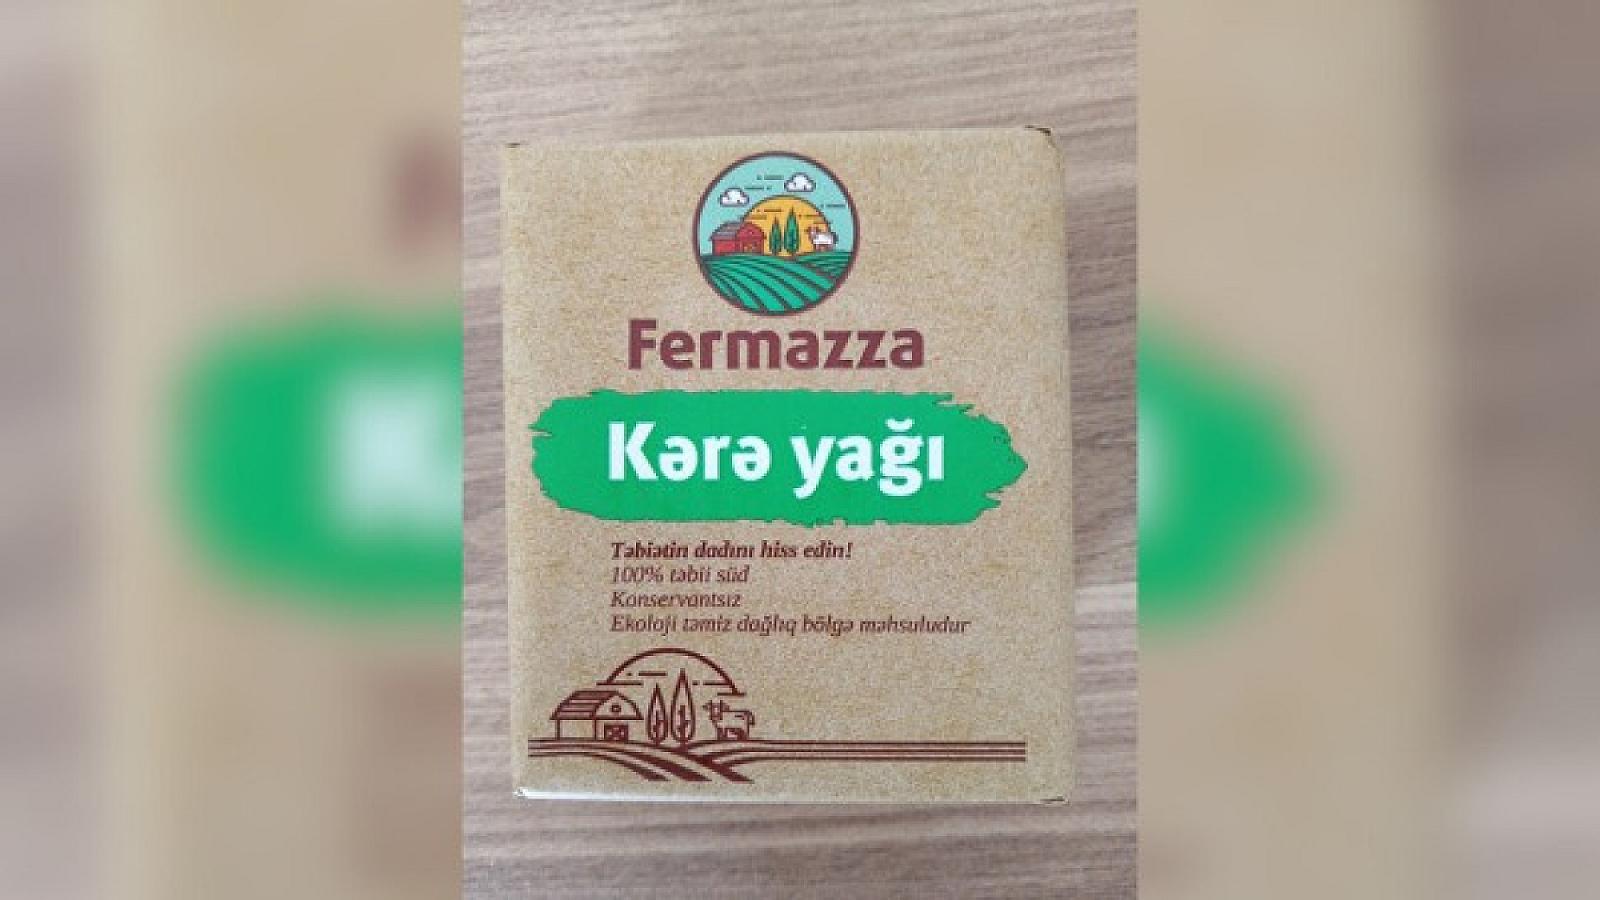 Fermazza
Kərə yağı
Təbiətin dadını hiss edin!
100% təbii süd
Konservantsız
Ekoloji təmiz dağlıq bölgə məhsuludur